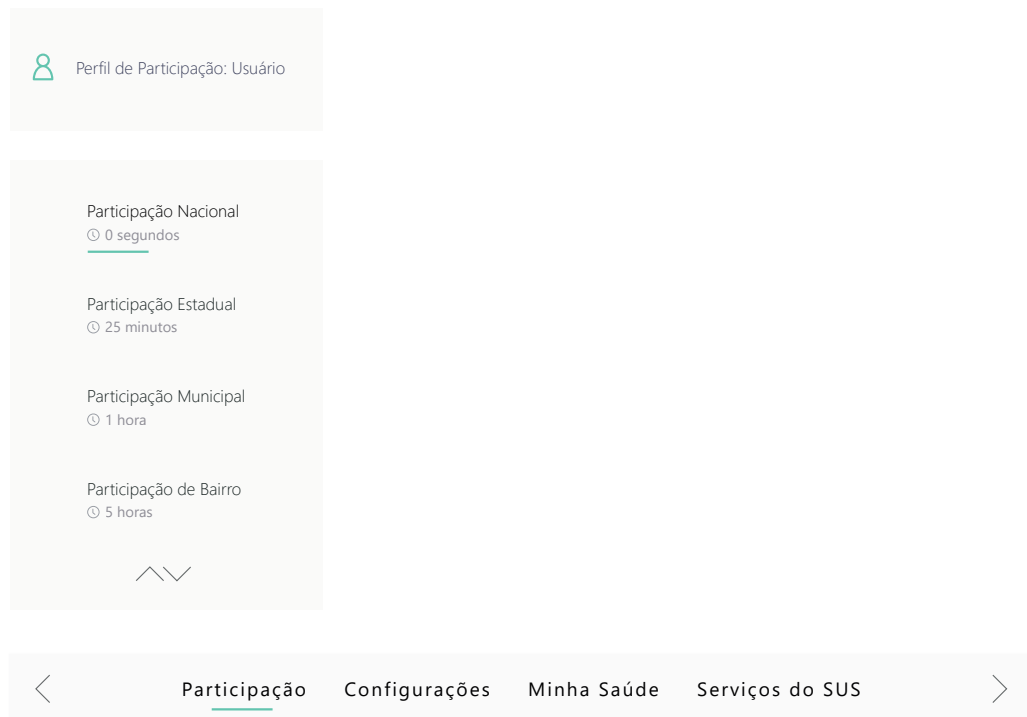 Perfil de Participação: Usuário
Participação Nacional
0 segundos
Participação Estadual
25 minutos
Participação Municipal
1 hora
Participação de Bairro
5 horas
Participação Configurações Minha Saúde Serviços do SUS